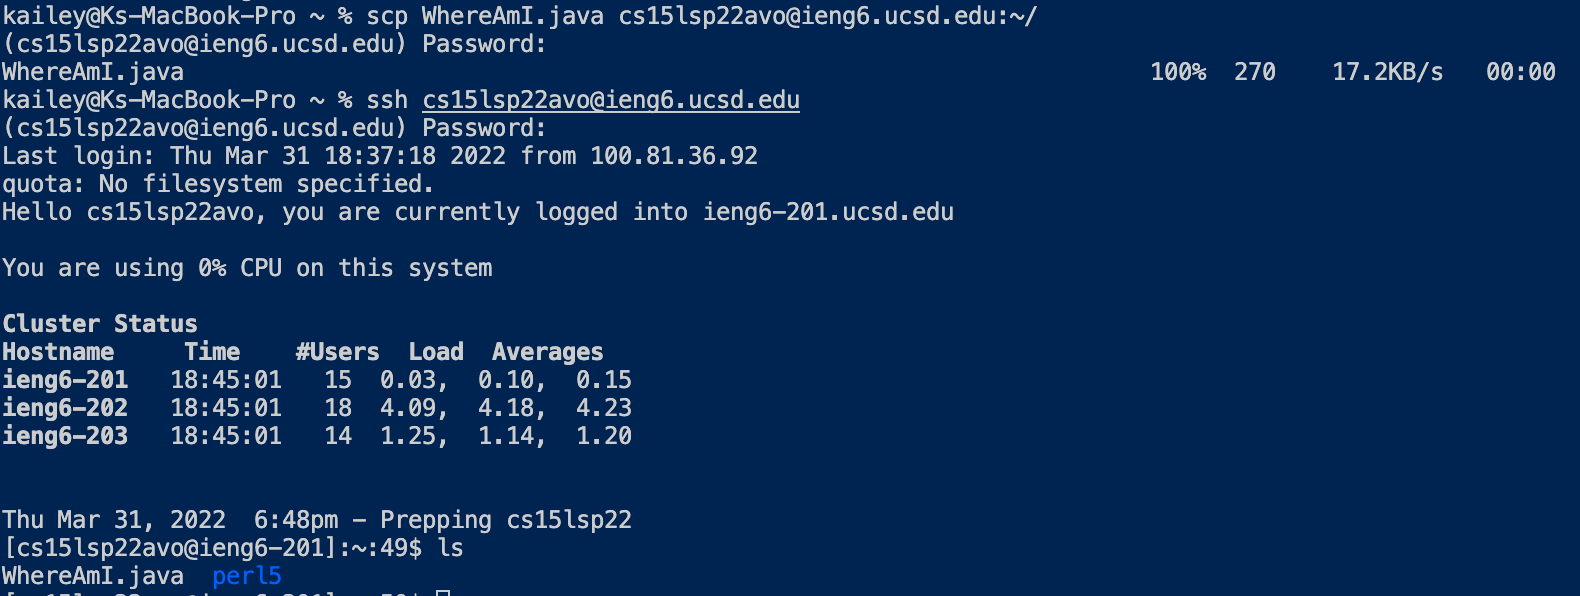 kailey@Ks-MacBook-Pro ~ % scp WhereAmI.java cs15lsp22avo@ieng6.ucsd.edu:~/
(cs15lsp22avo@ieng6.ucsd.edu) Password:
WhereAmI.java 100% 270 17.2KB/s 00:00
kailey@Ks-MacBook-Pro ~ % ssh cs15lsp22avo@ieng6.ucsd.edu
(cs15lsp22avo@ieng6.ucsd.edu) Password:
Last login: Thu Mar 31 18:37:18 2022 from 100.81.36.92
quota: No filesystem specified.
Hello cs15lsp22avo, you are currently logged into ieng6-201.ucsd.edu
You are using 0% CPU on this system
Cluster Status
Hostname Time #Users Load Averages
ieng6-201 18:45:01 15 0.03, 0.10, 0.15
ieng6-202 18:45:01 18 4.09, 4.18, 4.23
ieng6-203 18:45:01 14 1.25, 1.14, 1.20
Thu Mar 31, 2022 6:48pm - Prepping cs15lsp22
[cs15lsp22avo@ieng6-201]:~:49$ ls
WhereAmI.java perl5